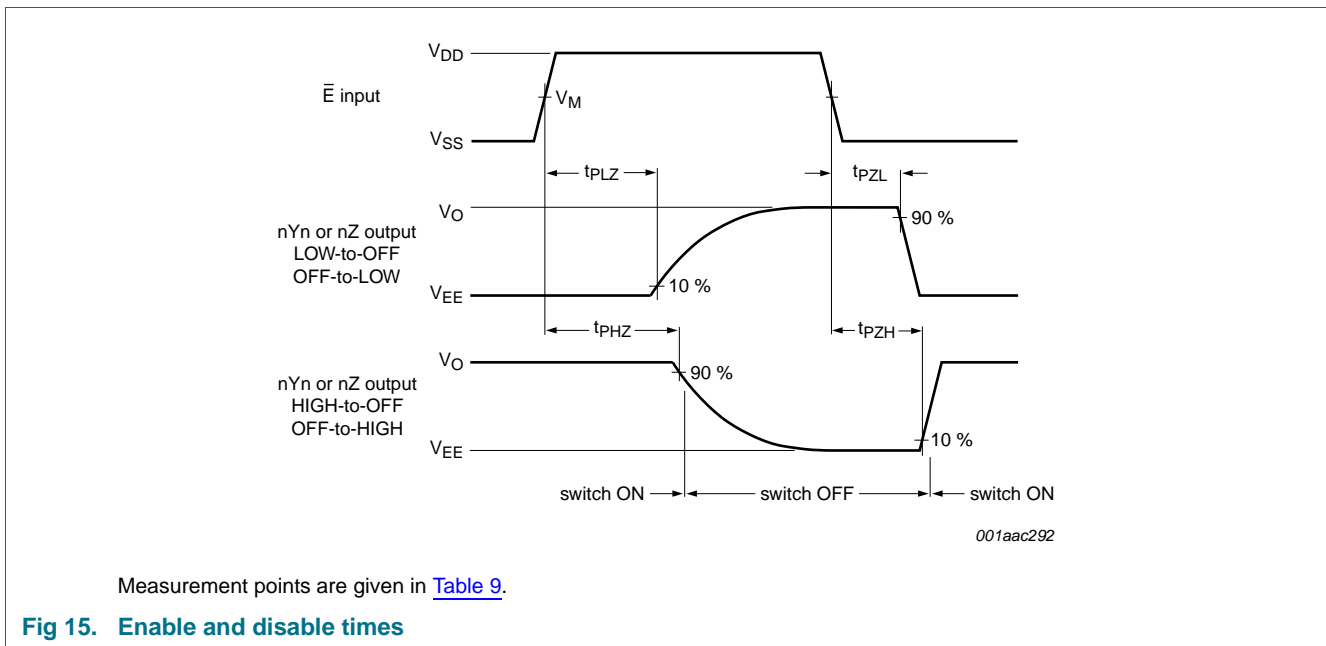 V_DD
Ē input
V_M
V_SS
t_PLZ
t_PZL
V_O
90 %
nYn or nZ output
LOW-to-OFF
OFF-to-LOW
10 %
V_EE
t_PHZ
t_PZH
V_O
90 %
nYn or nZ output
HIGH-to-OFF
OFF-to-HIGH
10 %
V_EE
switch ON
switch OFF
switch ON
001aac292
Measurement points are given in Table 9.
Fig 15. Enable and disable times